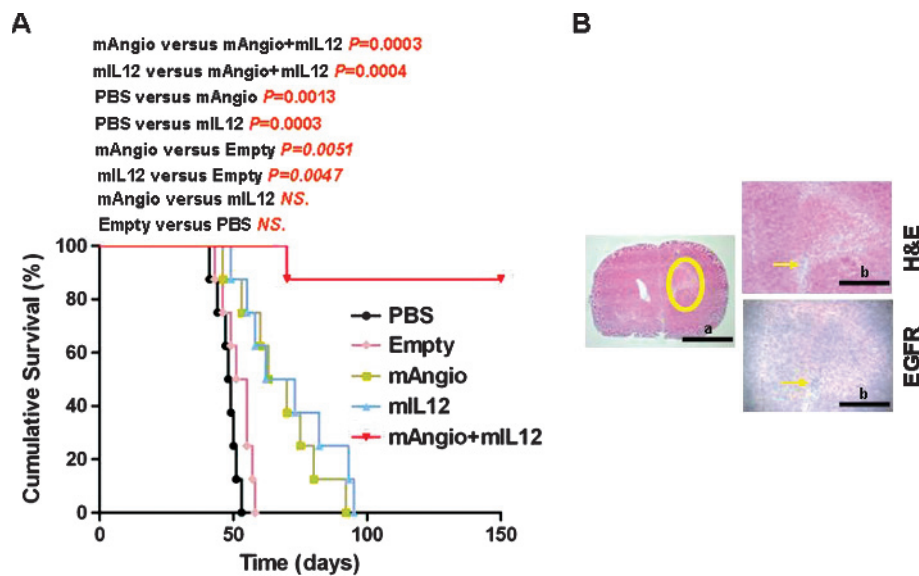 A
mAngio versus mAngio+mIL12 P=0.0003
mIL12 versus mAngio+mIL12 P=0.0004
PBS versus mAngio P=0.0013
PBS versus mIL12 P=0.0003
mAngio versus Empty P=0.0051
mIL12 versus Empty P=0.0047
mAngio versus mIL12 NS.
Empty versus PBS NS.
100
80
60
40
20
0
Cumulative Survival (%)
0
50
100
150
Time (days)
PBS
Empty
mAngio
mIL12
mAngio+mIL12
B
a
b
H&E
b
EGFR